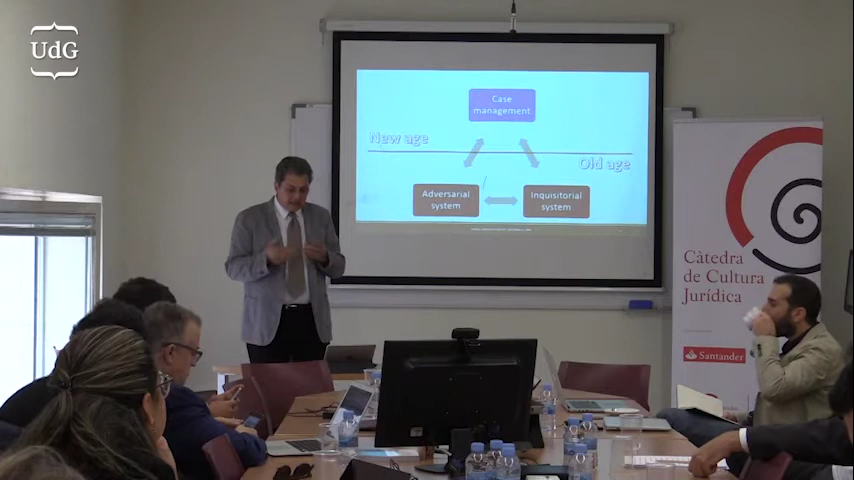 UdG
Case
management
New age
Old age
Adversarial
system
Inquisitorial
system
Càtedra
de Cultura
Jurídica
Santander